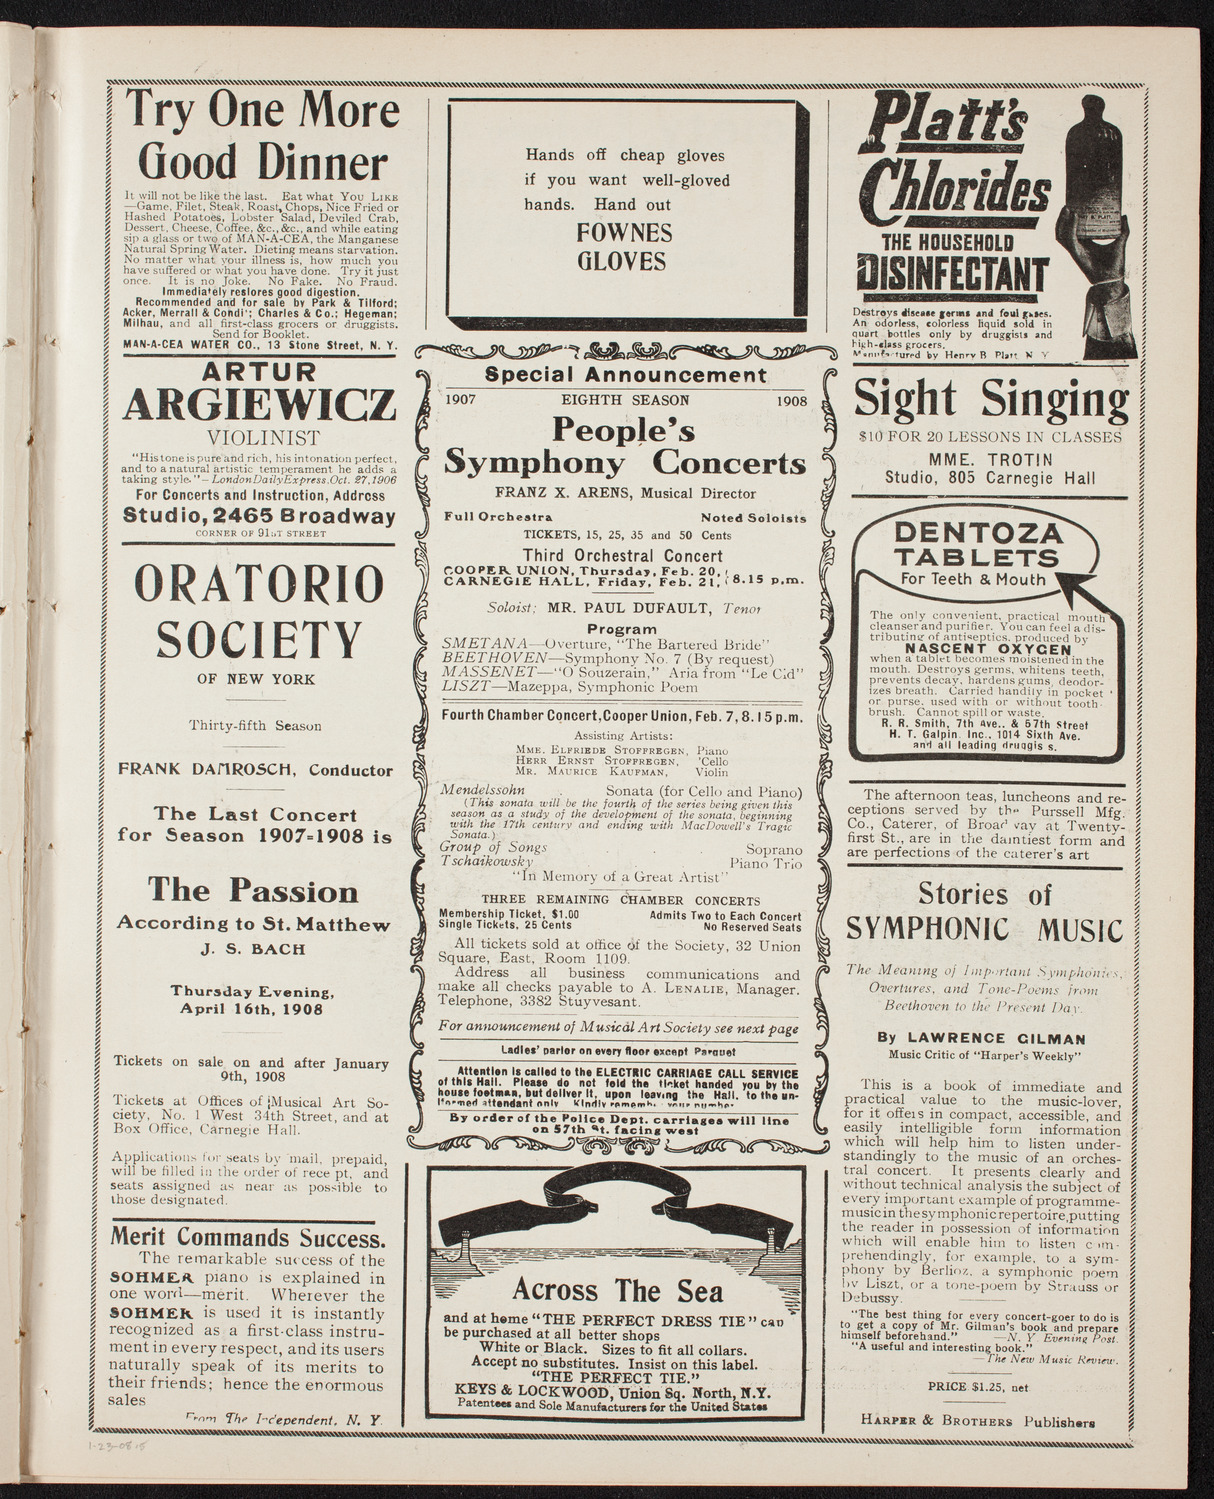 Try One More
Good Dinner
It will not be like the last. Eat what YOU LIKE
—Game, Filet, Steak, Roast, Chops, Nice Fried or
Hashed Potatoes, Lobster Salad, Deviled Crab,
Dessert, Cheese, Coffee, &c., &c., and while eating
sip a glass or two of MAN-A-CEA, the Manganese
Natural Spring Water. Dieting means starvation.
No matter what your illness is, how much you
have suffered or what you have done. Try it just
once. It is no Joke. No Fake. No Fraud.
Immediately restores good digestion.
Recommended and for sale by Park & Tilford;
Acker, Merrall & Condit; Charles & Co.; Hegeman;
Milhau, and all first-class grocers or druggists.
Send for Booklet.
MAN-A-CEA WATER CO., 13 Stone Street, N. Y.
ARTUR
ARGIEWICZ
VIOLINIST
"His tone is pure and rich, his intonation perfect,
and to a natural artistic temperament he adds a
taking style."—London Daily Express. Oct. 27, 1906
For Concerts and Instruction, Address
Studio, 2465 Broadway
CORNER OF 91ST STREET
ORATORIO
SOCIETY
OF NEW YORK
Thirty-fifth Season
FRANK DAMROSCH, Conductor
The Last Concert
for Season 1907=1908 is
The Passion
According to St. Matthew
J. S. BACH
Thursday Evening,
April 16th, 1908
Tickets on sale on and after January
9th, 1908
Tickets at Offices of Musical Art So-
ciety, No. 1 West 34th Street, and at
Box Office, Carnegie Hall.
Applications for seats by mail, prepaid,
will be filled in the order of receipt, and
seats assigned as near as possible to
those designated.
Merit Commands Success.
The remarkable success of the
SOHMER piano is explained in
one word—merit. Wherever the
SOHMER is used it is instantly
recognized as a first-class instru-
ment in every respect, and its users
naturally speak of its merits to
their friends; hence the enormous
sales
From The Independent, N. Y.
Hands off cheap gloves
if you want well-gloved
hands. Hand out
FOWNES
GLOVES
Special Announcement
1907 EIGHTH SEASON 1908
People's
Symphony Concerts
FRANZ X. ARENS, Musical Director
Full Orchestra Noted Soloists
TICKETS, 15, 25, 35 and 50 Cents
Third Orchestral Concert
COOPER UNION, Thursday, Feb. 20,
CARNEGIE HALL, Friday, Feb. 21, 8.15 p.m.
Soloist; MR. PAUL DUFAULT, Tenor
Program
SMETANA—Overture, "The Bartered Bride"
BEETHOVEN—Symphony No. 7 (By request)
MASSENET—"O Souzerain," Aria from "Le Cid"
LISZT—Mazeppa, Symphonic Poem
Fourth Chamber Concert, Cooper Union, Feb. 7, 8.15 p.m.
Assisting Artists:
MME. ELFRIEDE STOFFREGEN, Piano
HERR ERNST STOFFREGEN, 'Cello
MR. MAURICE KAUFMAN, Violin
Mendelssohn . Sonata (for Cello and Piano)
(This sonata will be the fourth of the series being given this
season as a study of the development of the sonata, beginning
with the 17th century and ending with MacDowell's Tragic
Sonata.)
Group of Songs . . Soprano
Tschaikowsky Piano Trio
"In Memory of a Great Artist"
THREE REMAINING CHAMBER CONCERTS
Membership Ticket, $1.00 Admits Two to Each Concert
Single Tickets, 25 Cents No Reserved Seats
All tickets sold at office of the Society, 32 Union
Square, East, Room 1109.
Address all business communications and
make all checks payable to A. LENALIE, Manager.
Telephone, 3382 Stuyvesant.
For announcement of Musical Art Society see next page
Ladies' parlor on every floor except Parquet
Attention is called to the ELECTRIC CARRIAGE CALL SERVICE
of this Hall. Please do not fold the ticket handed you by the
house footman, but deliver it, upon leaving the Hall, to the un-
iformed attendant only Kindly remember your number
By order of the Police Dept. carriages will line
on 57th St. facing west
Across The Sea
and at home "THE PERFECT DRESS TIE" can
be purchased at all better shops
White or Black. Sizes to fit all collars.
Accept no substitutes. Insist on this label.
"THE PERFECT TIE."
KEYS & LOCKWOOD, Union Sq. North, N.Y.
Patentees and Sole Manufacturers for the United States
Platt's
Chlorides
THE HOUSEHOLD
DISINFECTANT
Destroys disease germs and foul gases.
An odorless, colorless liquid sold in
quart bottles only by druggists and
high-class grocers.
Manufactured by Henry B Platt N Y
Sight Singing
$10 FOR 20 LESSONS IN CLASSES
MME. TROTIN
Studio, 805 Carnegie Hall
DENTOZA
TABLETS
For Teeth & Mouth
The only convenient, practical mouth
cleanser and purifier. You can feel a dis-
tributing of antiseptics, produced by
NASCENT OXYGEN
when a tablet becomes moistened in the
mouth. Destroys germs, whitens teeth,
prevents decay, hardens gums, deodor-
izes breath. Carried handily in pocket
or purse, used with or without tooth-
brush. Cannot spill or waste.
R. R. Smith, 7th Ave., & 57th Street
H. T. Galpin Inc., 1014 Sixth Ave.
and all leading druggis s.
The afternoon teas, luncheons and re-
ceptions served by the Purssell Mfg.
Co., Caterer, of Broadway at Twenty-
first St., are in the daintiest form and
are perfections of the caterer's art
Stories of
SYMPHONIC MUSIC
The Meaning of Important Symphonies,
Overtures, and Tone-Poems from
Beethoven to the Present Day.
By LAWRENCE GILMAN
Music Critic of "Harper's Weekly"
This is a book of immediate and
practical value to the music-lover,
for it offers in compact, accessible, and
easily intelligible form information
which will help him to listen under-
standingly to the music of an orches-
tral concert. It presents clearly and
without technical analysis the subject of
every important example of programme-
music in the symphonic repertoire, putting
the reader in possession of information
which will enable him to listen com-
prehendingly, for example, to a sym-
phony by Berlioz, a symphonic poem
by Liszt, or a tone-poem by Strauss or
Debussy.
"The best thing for every concert-goer to do is
to get a copy of Mr. Gilman's book and prepare
himself beforehand." —N. Y. Evening Post.
"A useful and interesting book."
—The New Music Review.
PRICE $1.25, net
HARPER & BROTHERS Publishers
1-23-08.5